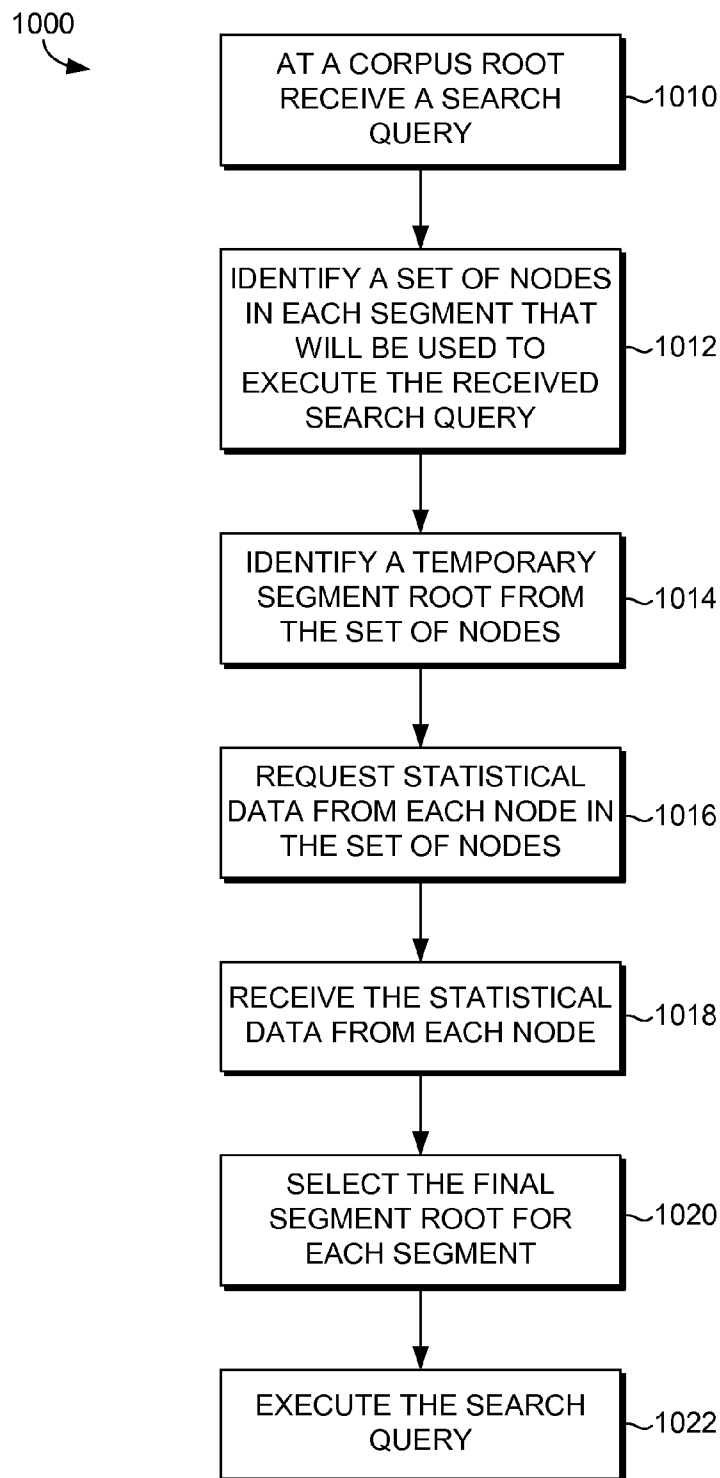 1000
AT A CORPUS ROOT
RECEIVE A SEARCH
QUERY
1010
IDENTIFY A SET OF NODES
IN EACH SEGMENT THAT
WILL BE USED TO
EXECUTE THE RECEIVED
SEARCH QUERY
1012
IDENTIFY A TEMPORARY
SEGMENT ROOT FROM
THE SET OF NODES
1014
REQUEST STATISTICAL
DATA FROM EACH NODE IN
THE SET OF NODES
1016
RECEIVE THE STATISTICAL
DATA FROM EACH NODE
1018
SELECT THE FINAL
SEGMENT ROOT FOR
EACH SEGMENT
1020
EXECUTE THE SEARCH
QUERY
1022